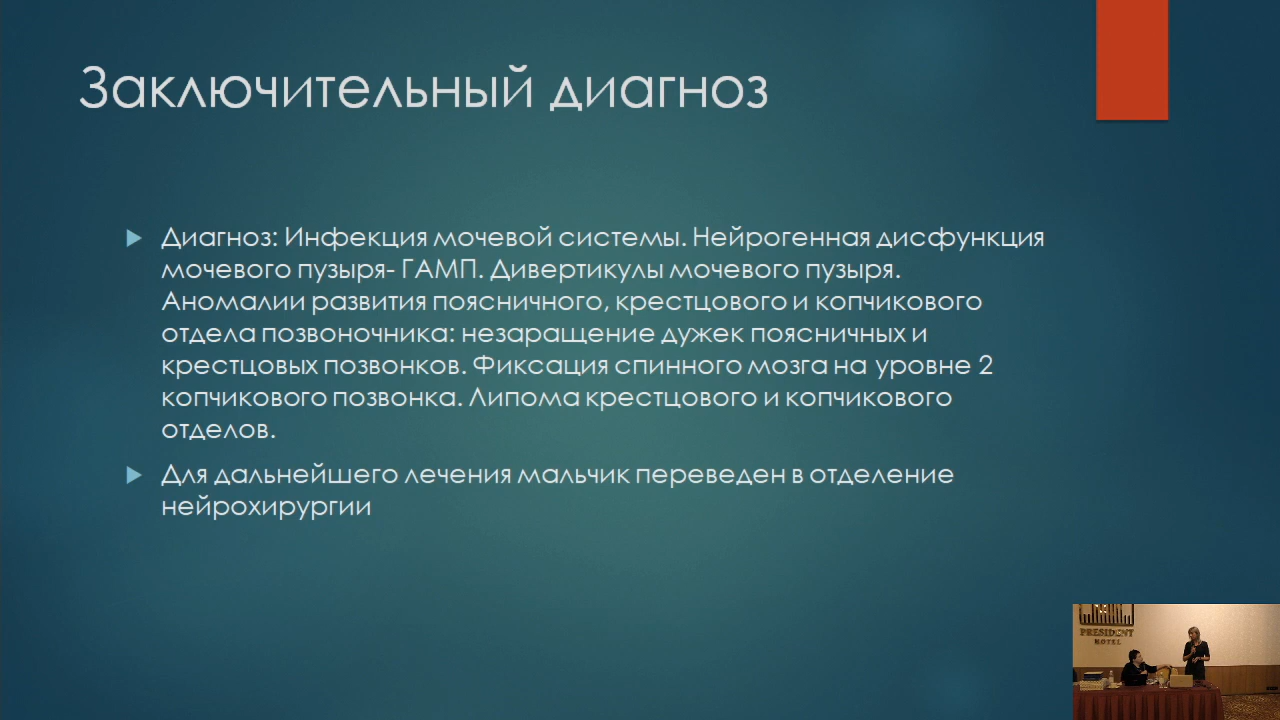 Заключительный диагноз
Диагноз: Инфекция мочевой системы. Нейрогенная дисфункция
мочевого пузыря- ГАМП. Дивертикулы мочевого пузыря.
Аномалии развития поясничного, крестцового и копчикового
отдела позвоночника: незаращение дужек поясничных и
крестцовых позвонков. Фиксация спинного мозга на уровне 2
копчикового позвонка. Липома крестцового и копчикового
отделов.
Для дальнейшего лечения мальчик переведен в отделение
нейрохирургии
PRESIDENT
HOTEL